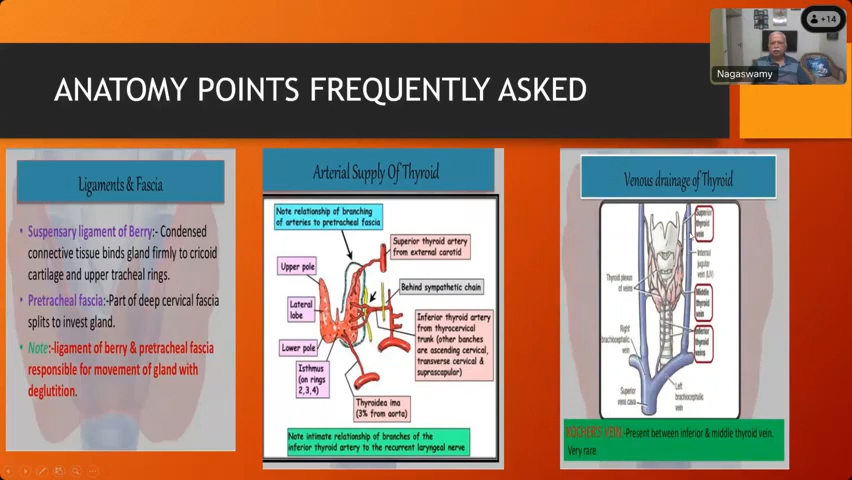 +14
Nagaswamy
ANATOMY POINTS FREQUENTLY ASKED
Ligaments & Fascia
• Suspensary ligament of Berry:- Condensed
connective tissue binds gland firmly to cricoid
cartilage and upper tracheal rings.
• Pretracheal fascia:-Part of deep cervical fascia
splits to invest gland.
• Note:-ligament of berry & pretracheal fascia
responsible for movement of gland with
deglutition.
Arterial Supply Of Thyroid
Note relationship of branching
of arteries to pretracheal fascia
Superior thyroid artery
from external carotid
Upper pole
Behind sympathetic chain
Lateral
lobe
Inferior thyroid artery
from thyrocervical
trunk (other banches
are ascending cervical,
transverse cervical &
suprascapular)
Lower pole
Isthmus
(on rings
2,3,4)
Thyroidea ima
(3% from aorta)
Note intimate relationship of branches of the
inferior thyroid artery to the recurrent laryngeal nerve
Venous drainage of Thyroid
Superior
thyroid
vein
Internal
jugular
vein (IJV)
Thyroid plexus
of veins
Middle
thyroid
vein
Inferior
thyroid
veins
Right
brachiocephalic
vein
Superior
vena cava
Left
brachiocephalic
vein
KOCHER'S VEIN:-Present between inferior & middle thyroid vein.
Very rare